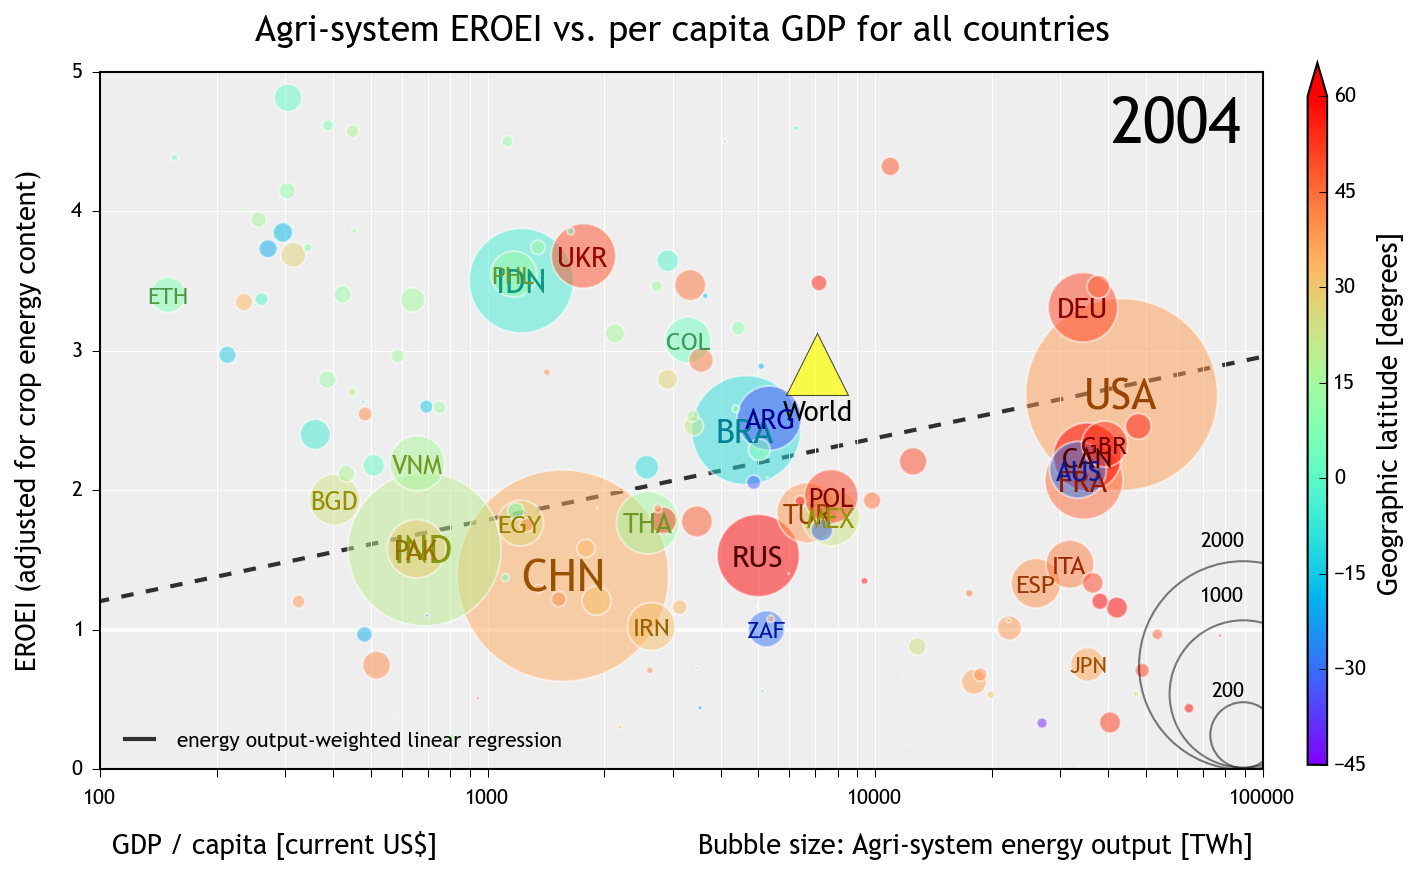 Agri-system EROEI vs. per capita GDP for all countries
2004
EROEI (adjusted for crop energy content)
5
4
3
2
1
0
100
1000
10000
100000
GDP / capita [current US$]
Bubble size: Agri-system energy output [TWh]
energy output-weighted linear regression
ETH
PHL
IDN
UKR
COL
DEU
USA
World
BRA
ARG
GBR
CAN
AUS
FRA
VNM
BGD
PAK
IND
EGY
CHN
THA
IRN
TUR
POL
MEX
RUS
ZAF
ITA
ESP
JPN
2000
1000
200
60
45
30
15
0
−15
−30
−45
Geographic latitude [degrees]